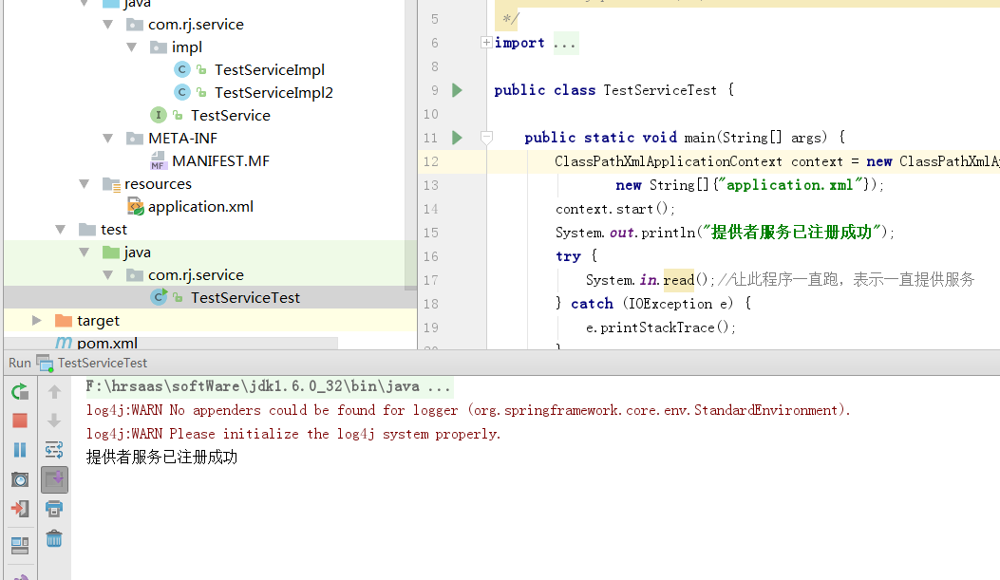 java
com.rj.service
impl
TestServiceImpl
TestServiceImpl2
TestService
META-INF
MANIFEST.MF
resources
application.xml
test
java
com.rj.service
TestServiceTest
target
pom.xml
5 */
6 import ...
8
9 public class TestServiceTest {
10
11 public static void main(String[] args) {
12 ClassPathXmlApplicationContext context = new ClassPathXmlAp
13 new String[]{"application.xml"});
14 context.start();
15 System.out.println("提供者服务已注册成功");
16 try {
17 System.in.read();//让此程序一直跑，表示一直提供服务
18 } catch (IOException e) {
19 e.printStackTrace();
20 }
Run TestServiceTest
F:\hrsaas\softWare\jdk1.6.0_32\bin\java ...
log4j:WARN No appenders could be found for logger (org.springframework.core.env.StandardEnvironment).
log4j:WARN Please initialize the log4j system properly.
提供者服务已注册成功